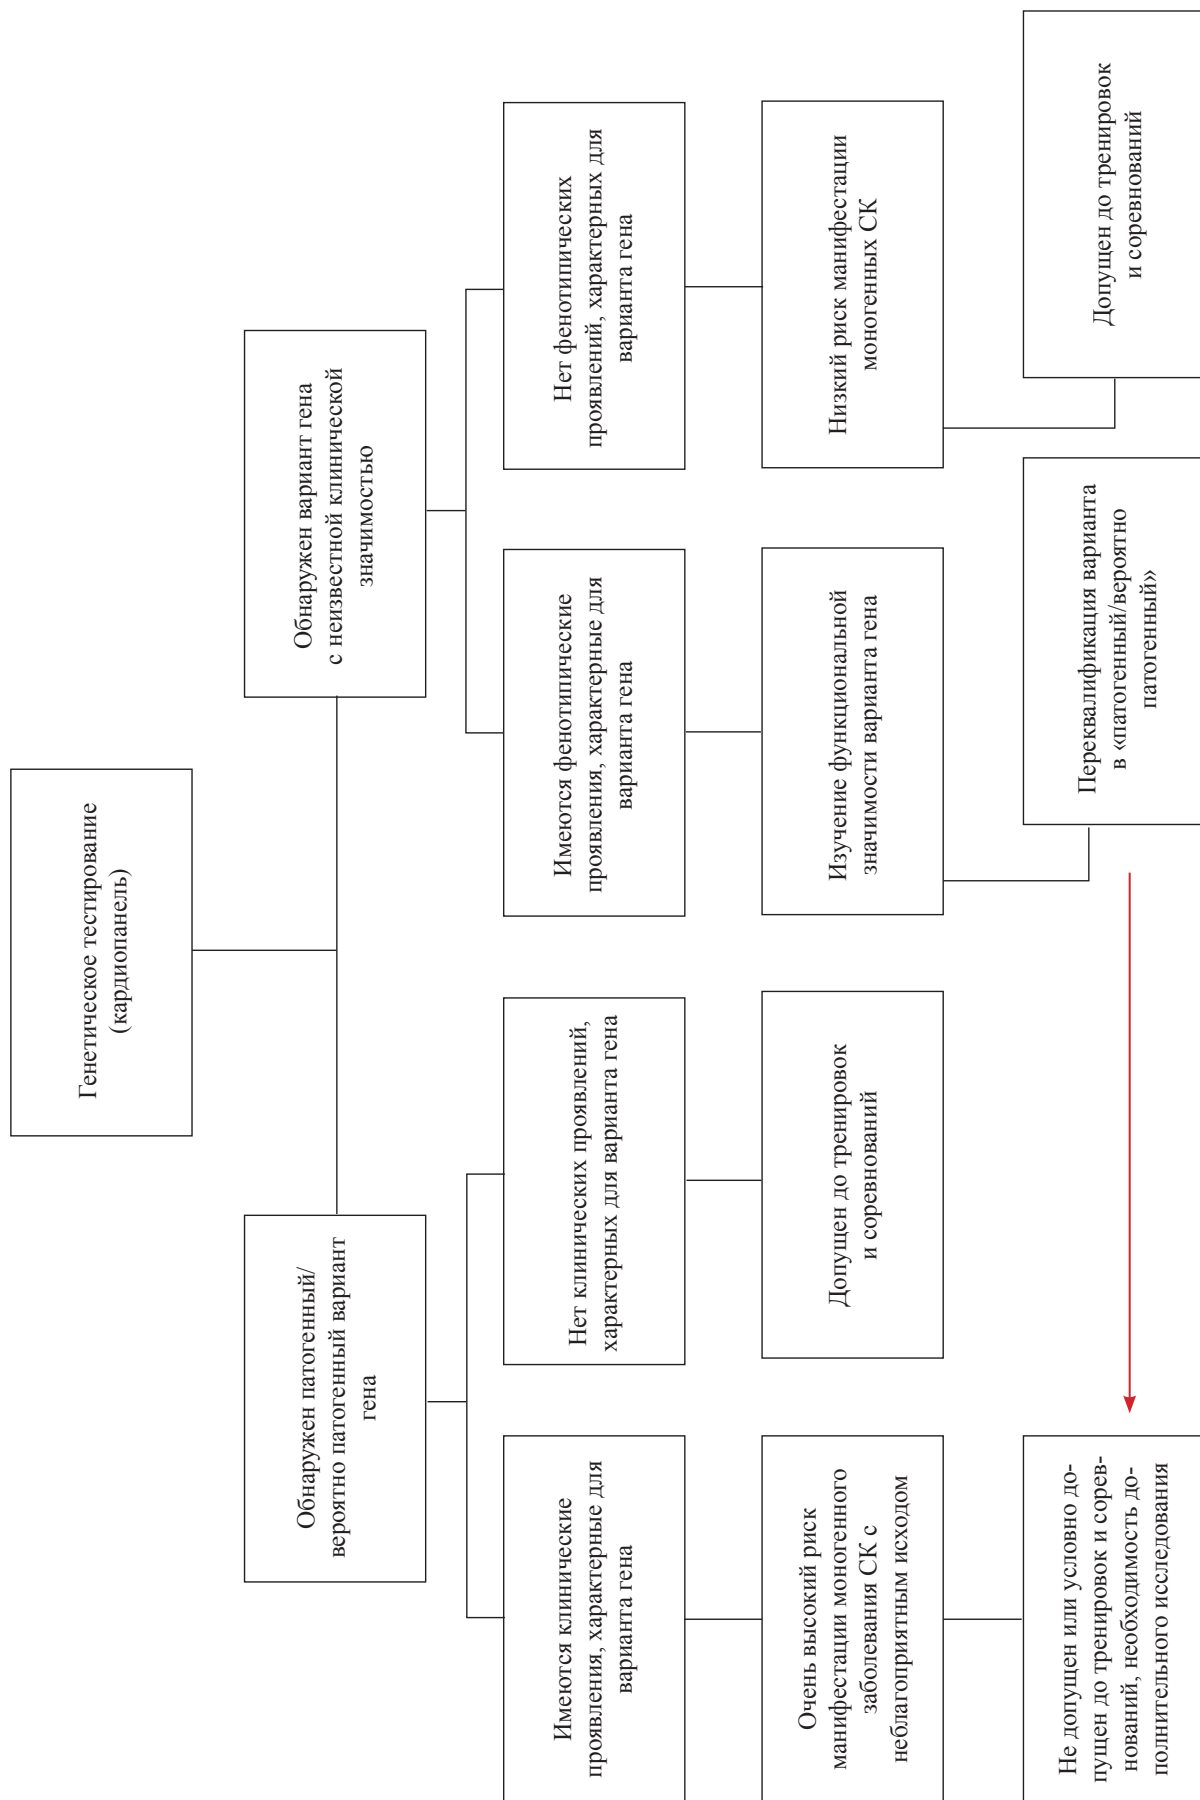 Генетическое тестирование
(кардиопанель)
Обнаружен патогенный/
вероятно патогенный вариант
гена
Обнаружен вариант гена
с неизвестной клинической
значимостью
Имеются клинические
проявления, характерные для
варианта гена
Нет клинических проявлений,
характерных для варианта гена
Имеются фенотипические
проявления, характерные для
варианта гена
Нет фенотипических
проявлений, характерных для
варианта гена
Очень высокий риск
манифестации моногенного
заболевания СК с
неблагоприятным исходом
Допущен до тренировок
и соревнований
Изучение функциональной
значимости варианта гена
Низкий риск манифестации
моногенных СК
Не допущен или условно до-
пущен до тренировок и сорев-
нований, необходимость до-
полнительного исследования
Переквалификация варианта
в «патогенный/вероятно
патогенный»
Допущен до тренировок
и соревнований